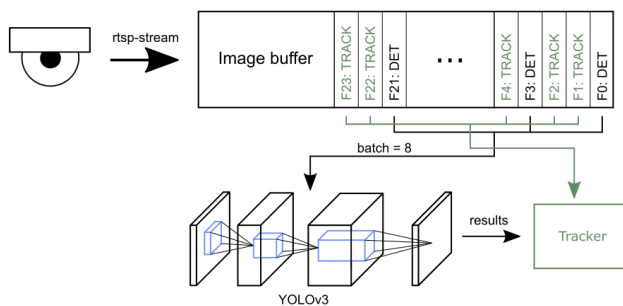 rtsp-stream
Image buffer
F23: TRACK
F22: TRACK
F21: DET
...
F4: TRACK
F3: DET
F2: TRACK
F1: TRACK
F0: DET
batch = 8
results
Tracker
YOLOv3